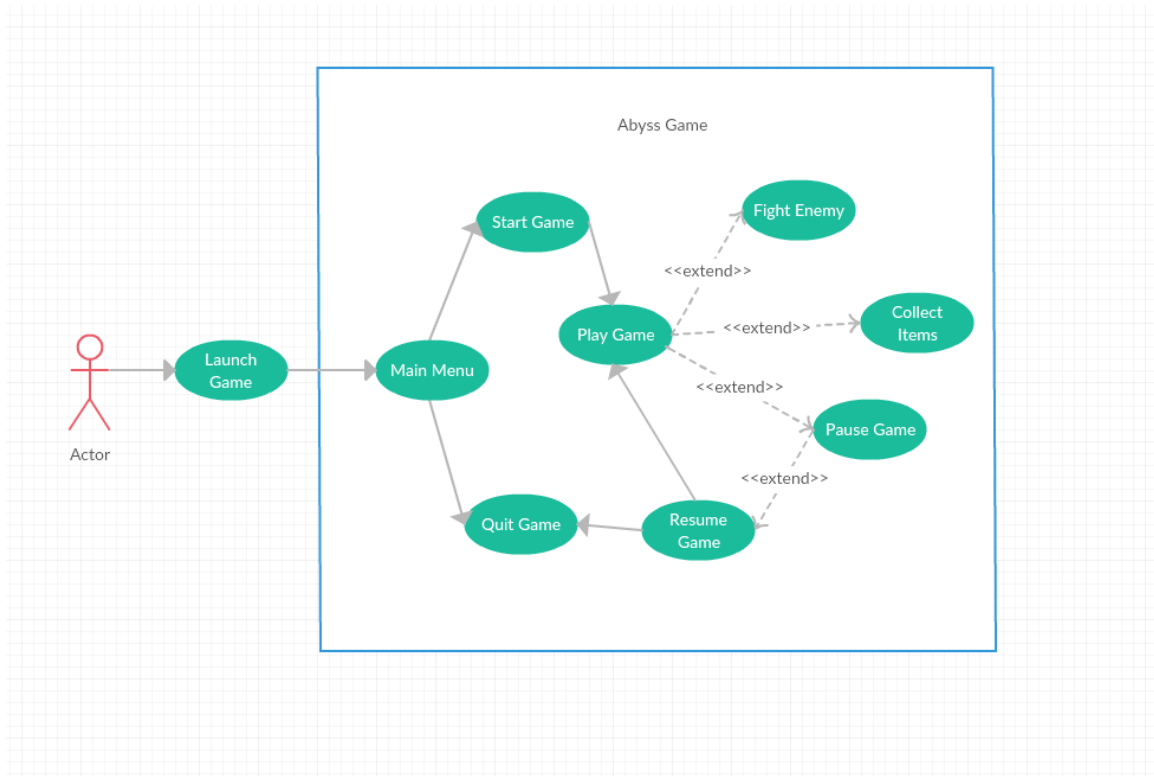 Abyss Game
Start Game
Fight Enemy
<<extend>>
Collect
Items
<<extend>>
Play Game
Launch
Game
Main Menu
<<extend>>
Pause Game
Actor
<<extend>>
Quit Game
Resume
Game